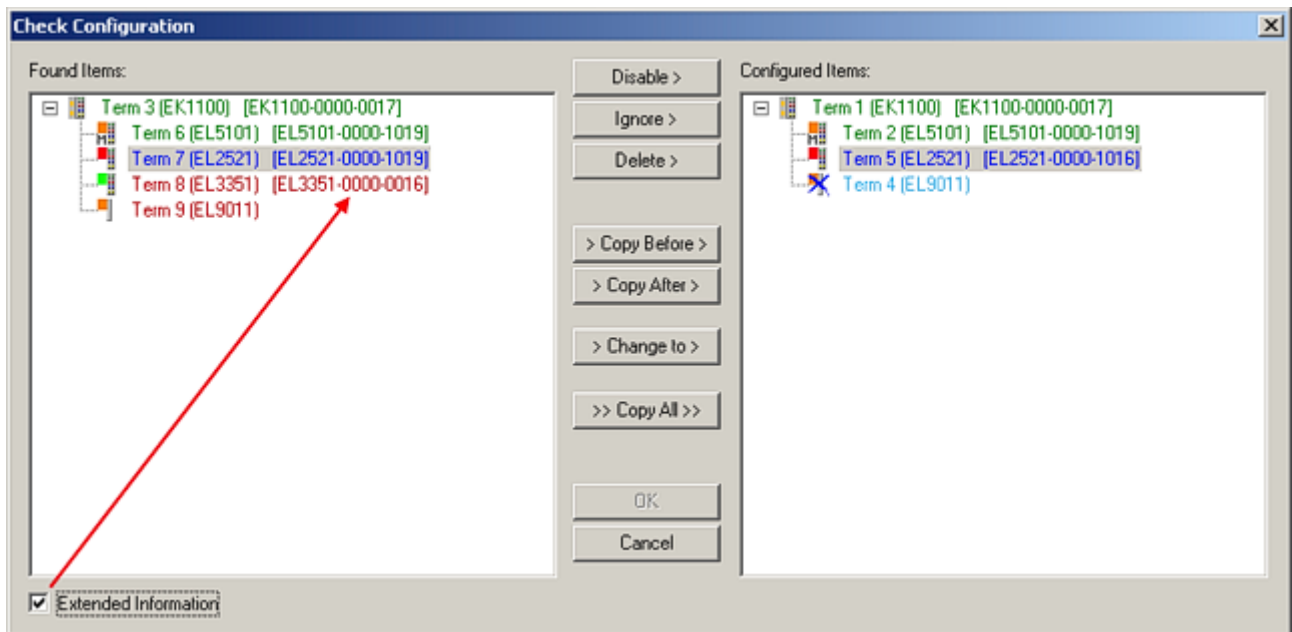 Check Configuration
Found Items:
Term 3 (EK1100) [EK1100-0000-0017]
Term 6 (EL5101) [EL5101-0000-1019]
Term 7 (EL2521) [EL2521-0000-1019]
Term 8 (EL3351) [EL3351-0000-0016]
Term 9 (EL9011)
Disable >
Ignore >
Delete >
> Copy Before >
> Copy After >
> Change to >
>> Copy All >>
OK
Cancel
Configured Items:
Term 1 (EK1100) [EK1100-0000-0017]
Term 2 (EL5101) [EL5101-0000-1019]
Term 5 (EL2521) [EL2521-0000-1016]
Term 4 (EL9011)
Extended Information